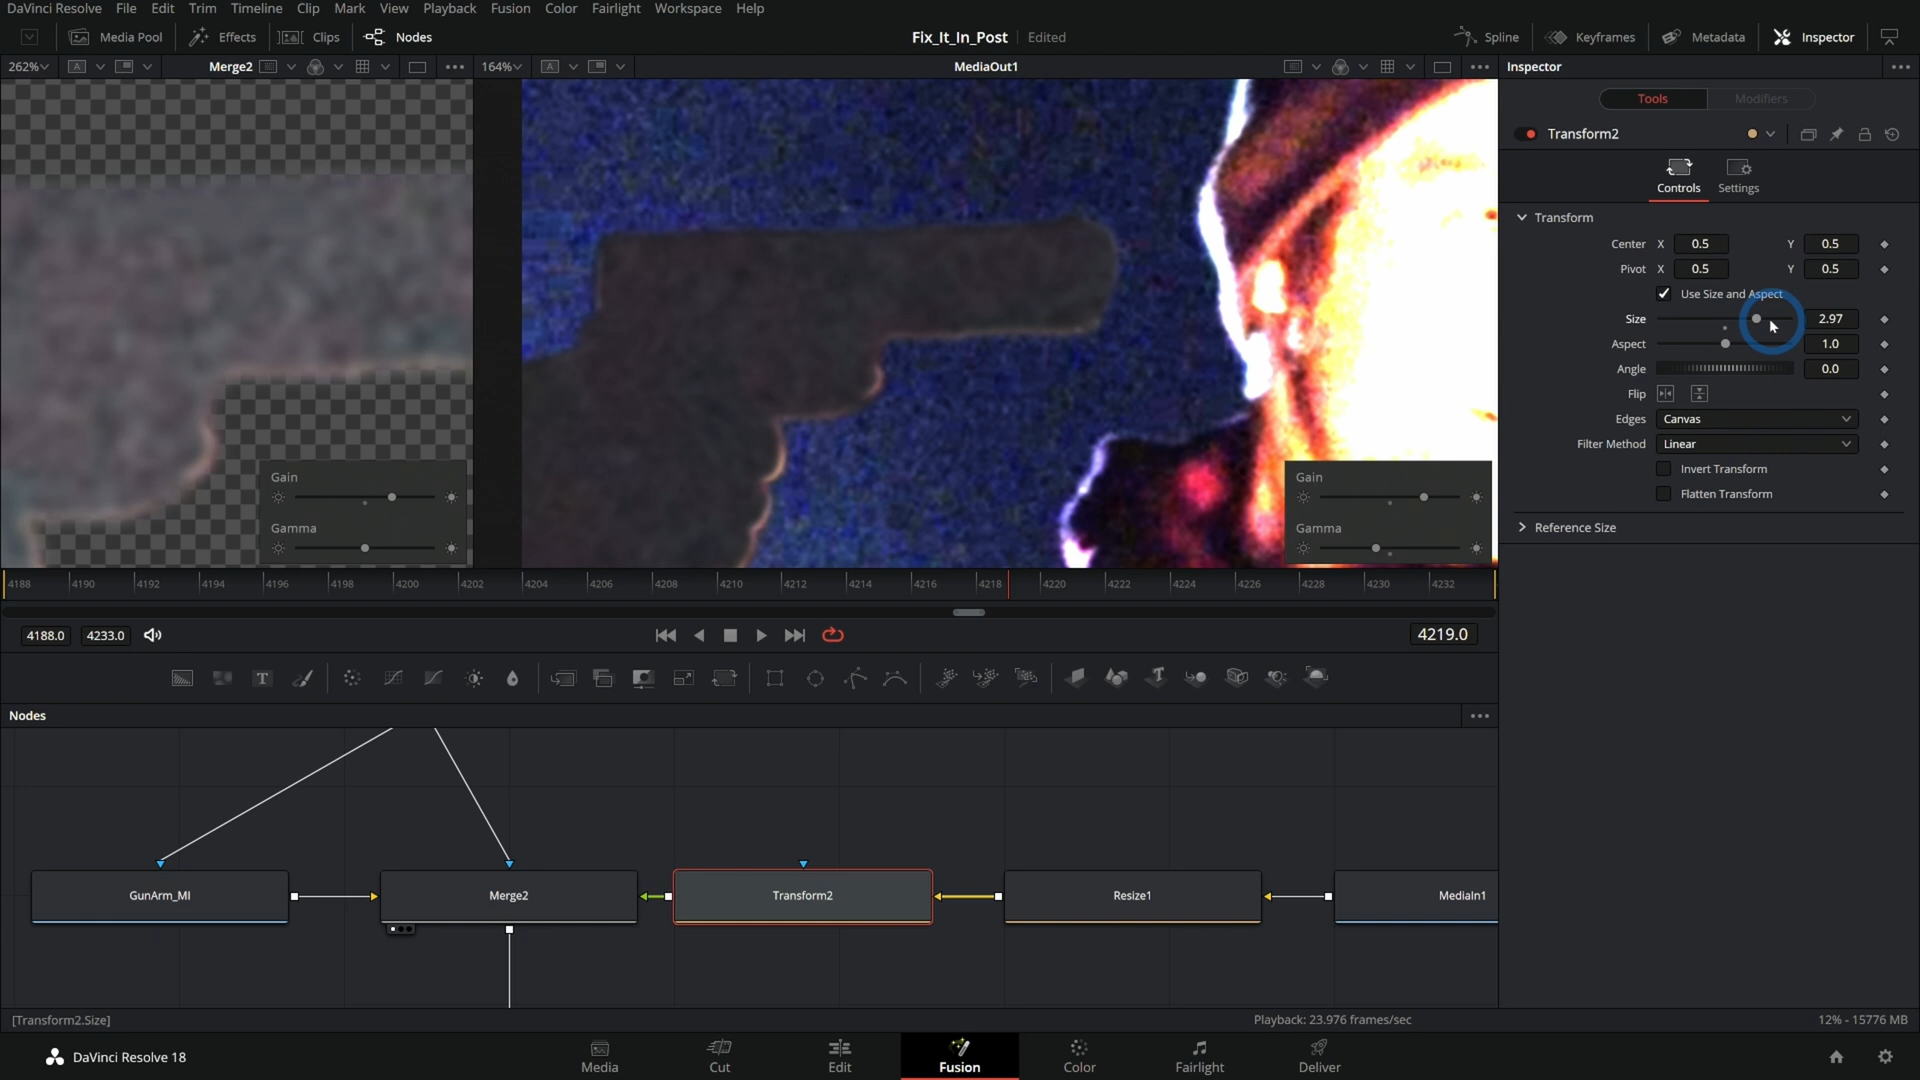 DaVinci Resolve File Edit Trim Timeline Clip Mark View Playback Fusion Color Fairlight Workspace Help
Media Pool Effects Clips Nodes Fix_It_In_Post Edited Spline Keyframes Metadata Inspector
262% A Merge2 164% A MediaOut1 Inspector
Tools Modifiers
Transform2
Controls Settings
Transform
Center X 0.5 Y 0.5
Pivot X 0.5 Y 0.5
Use Size and Aspect
Size 2.97
Aspect 1.0
Angle 0.0
Flip
Edges Canvas
Filter Method Linear
Invert Transform
Flatten Transform
Reference Size
Gain
Gamma
Gain
Gamma
4188 4190 4192 4194 4196 4198 4200 4202 4204 4206 4208 4210 4212 4214 4216 4218 4220 4222 4224 4226 4228 4230 4232
4188.0 4233.0 4219.0
T T
Nodes
GunArm_MI Merge2 Transform2 Resize1 MediaIn1
[Transform2.Size] Playback: 23.976 frames/sec 12% - 15776 MB
DaVinci Resolve 18 Media Cut Edit Fusion Color Fairlight Deliver